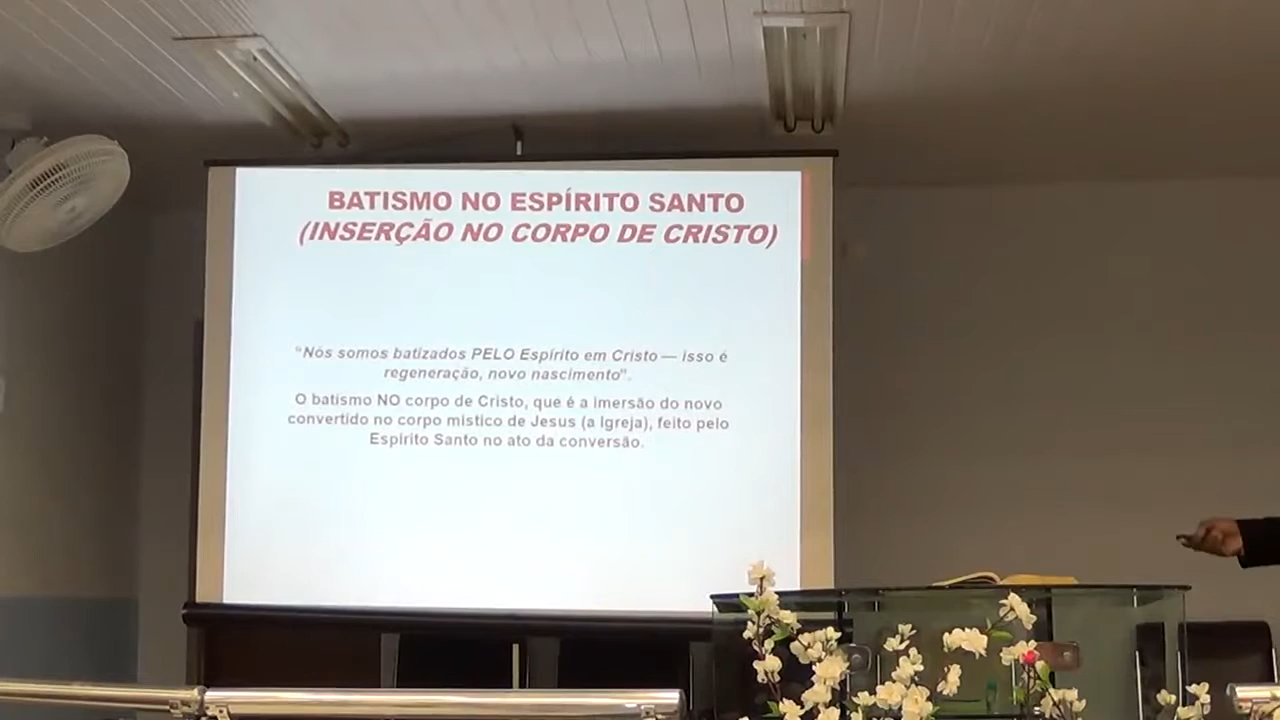 BATISMO NO ESPÍRITO SANTO
(INSERÇÃO NO CORPO DE CRISTO)
"Nós somos batizados PELO Espírito em Cristo — isso é
regeneração, novo nascimento".
O batismo NO corpo de Cristo, que é a imersão do novo
convertido no corpo místico de Jesus (a Igreja), feito pelo
Espírito Santo no ato da conversão.